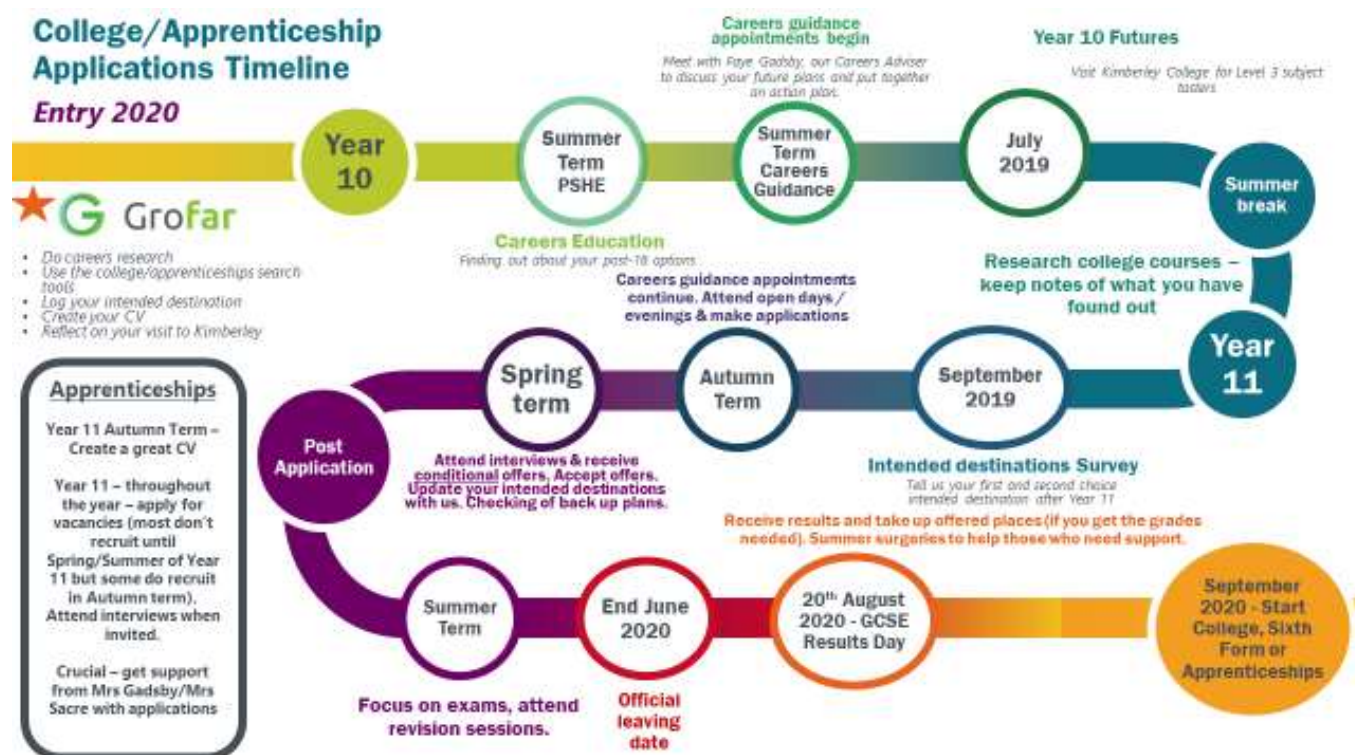 College/Apprenticeship
Applications Timeline
Entry 2020
Careers guidance
appointments begin
Meet with Faye Gadsby, our Careers Adviser
to discuss your future plans and put together
an action plan.
Year 10 Futures
Visit Kimberley College for Level 3 subject
tasters
Year
10
Summer
Term
PSHE
Summer
Term
Careers
Guidance
July
2019
Summer
break
Grofar
• Do careers research
• Use the college/apprenticeships search
tools
• Log your intended destination
• Create your CV
• Reflect on your visit to Kimberley
Careers Education
Finding out about your post-16 options
Careers guidance appointments
continue. Attend open days /
evenings & make applications
Research college courses –
keep notes of what you have
found out
Year
11
September
2019
Autumn
Term
Spring
term
Post
Application
Intended destinations Survey
Tell us your first and second choice
intended destination after Year 11
Attend interviews & receive
conditional offers, Accept offers.
Update your intended destinations
with us. Checking of back up plans.
Apprenticeships
Year 11 Autumn Term –
Create a great CV
Year 11 – throughout
the year – apply for
vacancies (most don't
recruit until
Spring/Summer of Year
11 but some do recruit
in Autumn term).
Attend interviews when
invited.
Crucial – get support
from Mrs Gadsby/Mrs
Sacre with applications
Receive results and take up offered places (if you get the grades
needed). Summer surgeries to help those who need support.
Summer
Term
End June
2020
20th August
2020 - GCSE
Results Day
September
2020 - Start
College, Sixth
Form or
Apprenticeships
Focus on exams, attend
revision sessions.
Official
leaving
date